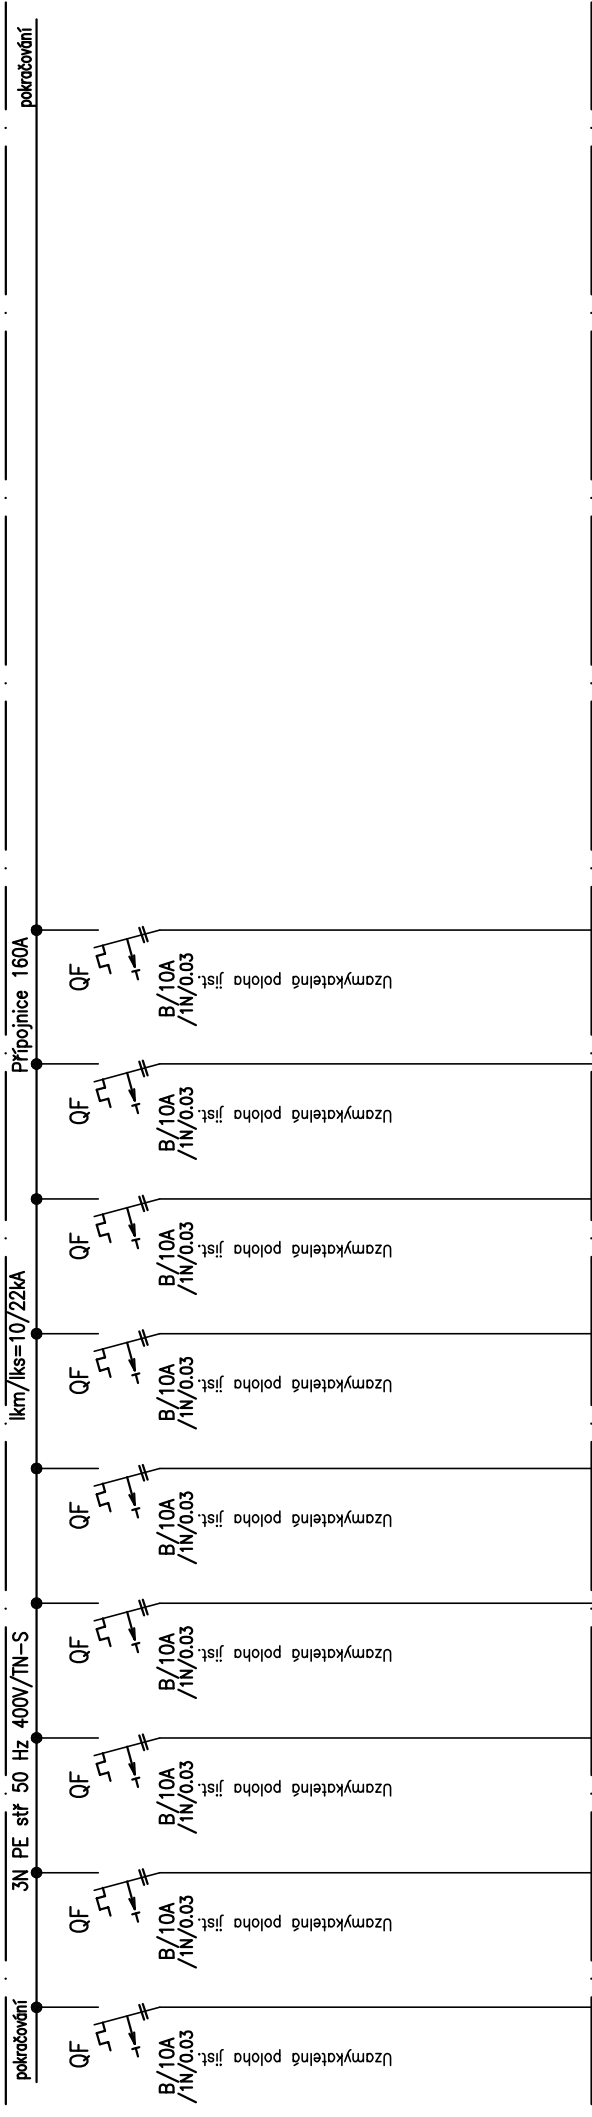 pokračování
3N PE stř 50 Hz 400V/TN-S
Ikm/Iks=10/22kA
Přípojnice 160A
pokračování
QF
B/10A
/1N/0.03
Uzamykatelná poloha jist.
QF
B/10A
/1N/0.03
Uzamykatelná poloha jist.
QF
B/10A
/1N/0.03
Uzamykatelná poloha jist.
QF
B/10A
/1N/0.03
Uzamykatelná poloha jist.
QF
B/10A
/1N/0.03
Uzamykatelná poloha jist.
QF
B/10A
/1N/0.03
Uzamykatelná poloha jist.
QF
B/10A
/1N/0.03
Uzamykatelná poloha jist.
QF
B/10A
/1N/0.03
Uzamykatelná poloha jist.
QF
B/10A
/1N/0.03
Uzamykatelná poloha jist.